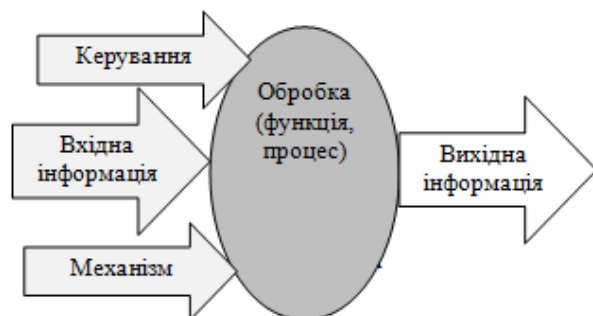 Керування
Обробка
(функція,
процес)
Вхідна
інформація
Вихідна
інформація
Механізм